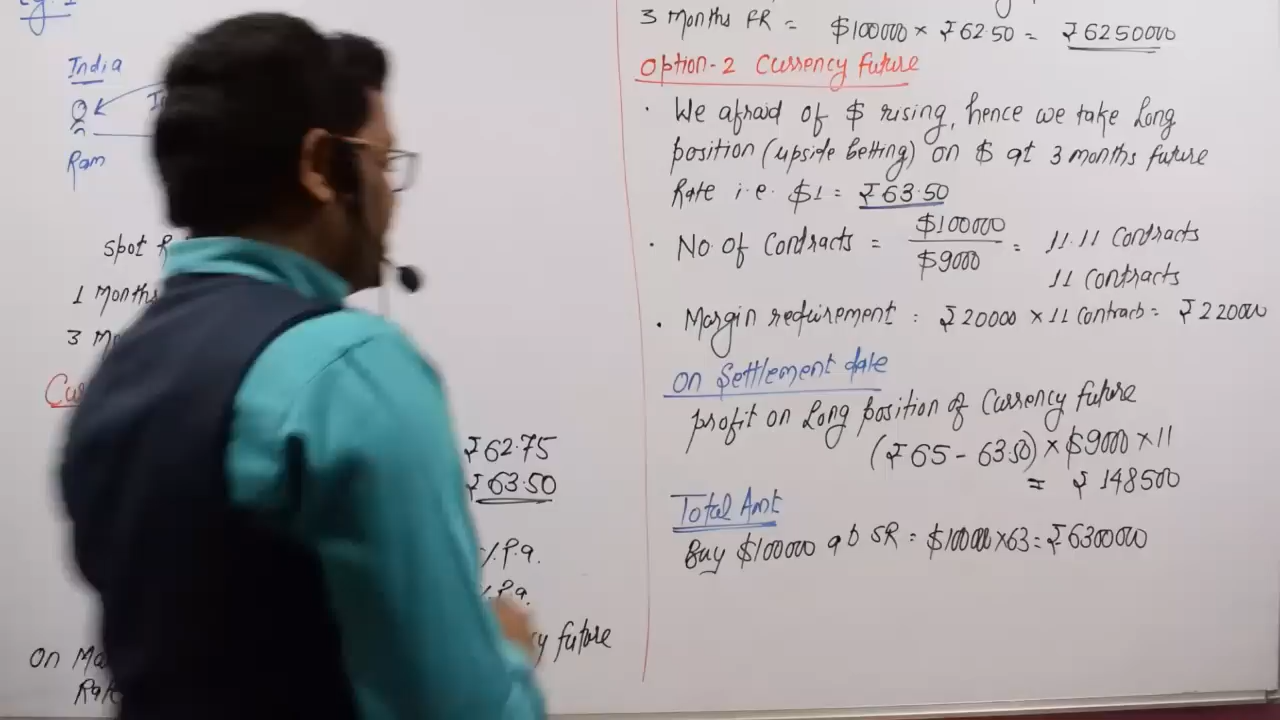 India
Ram
Spot
1 Months
3
₹62.75
₹63.50
% P.a.
% P.a.
future
On
3 Months FR = $100000 × ₹62.50 = ₹6250000
Option-2 Currency future
· We afraid of $ rising, hence we take Long
position (upside betting) on $ at 3 months future
Rate i.e. $1 = ₹63.50
· No. of Contracts = $100000 / $9000 = 11.11 Contracts
11 Contracts
· Margin requirement : ₹20000 × 11 Contracts = ₹220000
On Settlement date
profit on Long position of Currency future
(₹65 - 63.50) × $9000 × 11
= ₹148500
Total Amt
Buy $100000 at SR = $100000 × 63 = ₹6300000